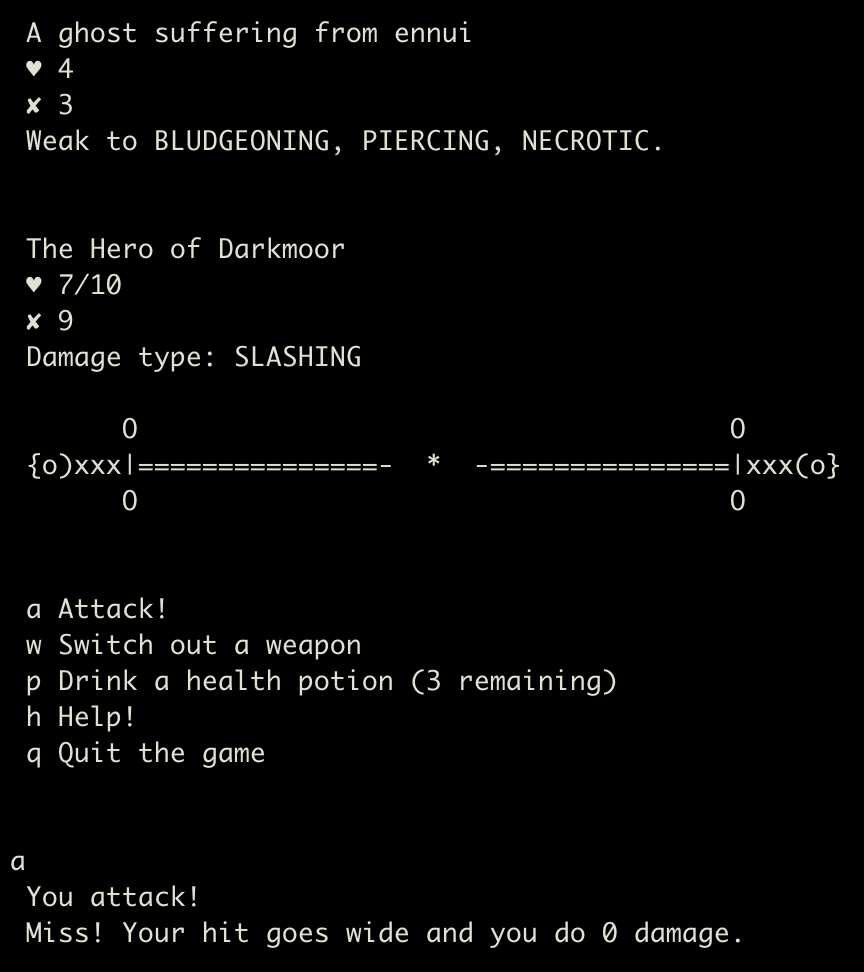 A ghost suffering from ennui
♥ 4
✘ 3
Weak to BLUDGEONING, PIERCING, NECROTIC.
The Hero of Darkmoor
♥ 7/10
✘ 9
Damage type: SLASHING
      O                                     O
{o)xxx|===============-  *  -===============|xxx(o}
      O                                     O
a Attack!
w Switch out a weapon
p Drink a health potion (3 remaining)
h Help!
q Quit the game
a
You attack!
Miss! Your hit goes wide and you do 0 damage.